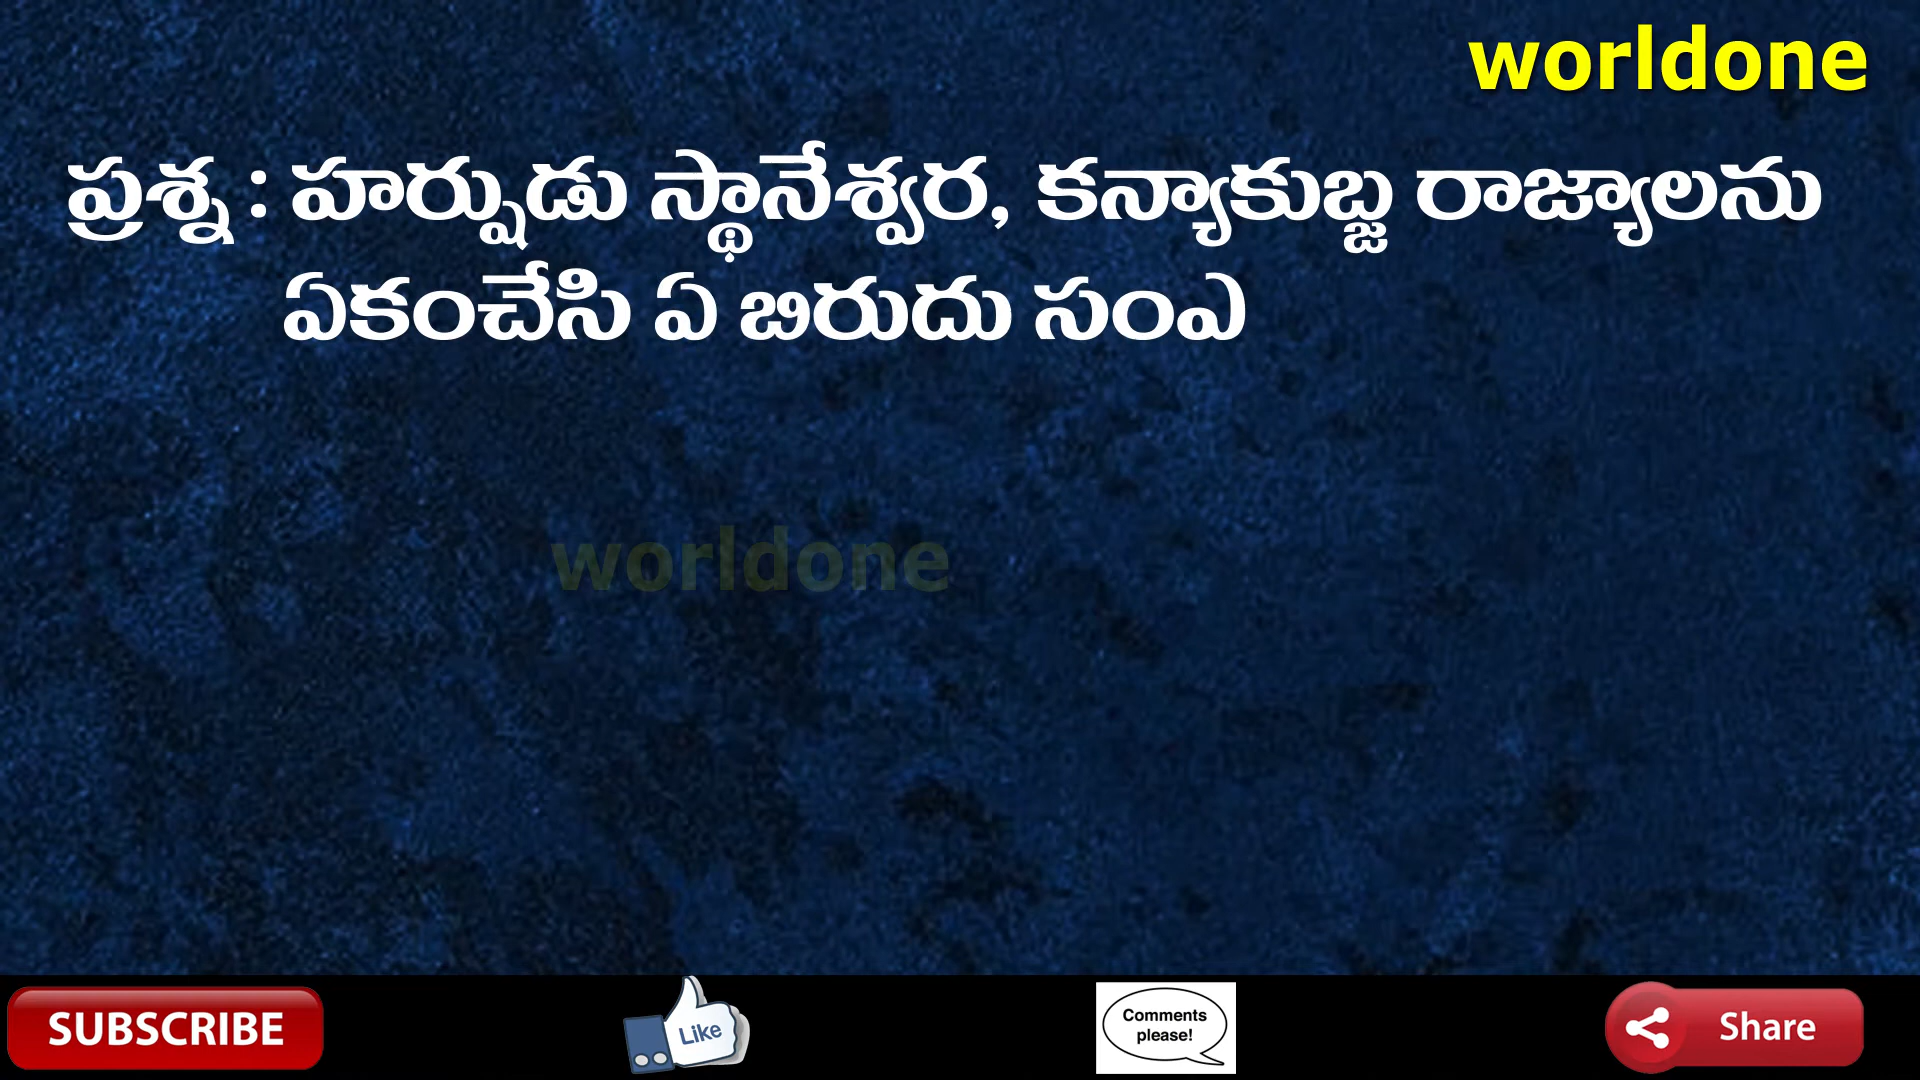 worldone
ప్రశ్న : హర్షుడు స్థానేశ్వర, కన్యాకుబ్జ రాజ్యాలను
ఏకంచేసి ఏ బిరుదు సంఎ
worldone
SUBSCRIBE
Like
Comments
please!
Share